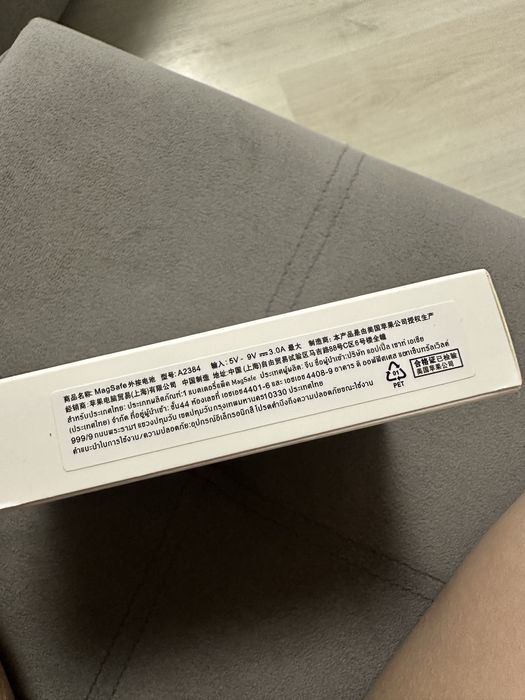 商品名称: MagSafe外接电池 型号: A2384 输入: 5V - 9V ⎓ 3.0A 最大 制造商: 本产品是由美国苹果公司授权生产
经销商: 苹果电脑贸易(上海)有限公司 中国制造 地址:中国(上海)自由贸易试验区马吉路88号C区6号楼全幢
สำหรับประเทศไทย: ประเภทผลิตภัณฑ์:1 แบตเตอรี่แพ็ค MagSafe ประเทศผู้ผลิต: จีน ชื่อผู้นำเข้า:บริษัท แอปเปิ้ล เซาท์ เอเชีย
(ประเทศไทย) จำกัด ที่อยู่ผู้นำเข้า: ชั้น44 ห้องเลขที่ เอชเอช4401-6 และ เอชเอช4408-9 อาคาร ดิ ออฟฟิศเศส แอทเซ็นทรัลเวิลด์
999/9 ถนนพระราม1 แขวงปทุมวัน เขตปทุมวันกรุงเทพมหานคร10330 ประเทศไทย
คำแนะนำในการใช้งาน/ความปลอดภัย:อุปกรณ์อิเล็กรอนิกส์ โปรดคำนึงถึงความปลอดภัยขณะใช้งาน
01
PET
合格证已检验
美国苹果公司